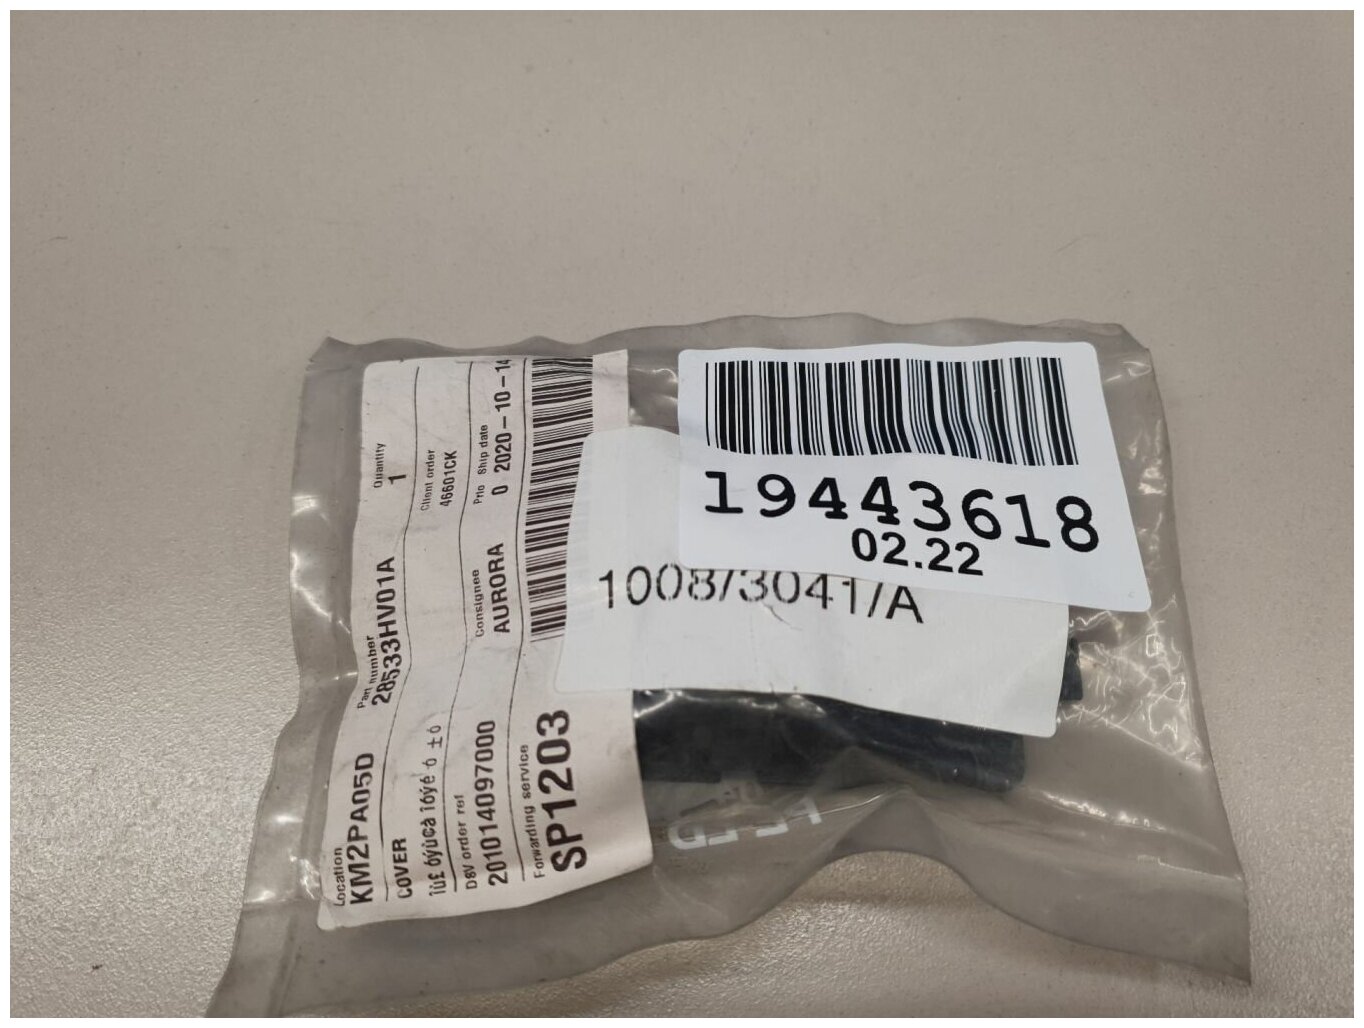 Location
KM2PA05D
Part number
28533HV01A
Quantity
1
COVER
Client order
46601CK
DSV order ref
201014097000
Consignee
AURORA
Prio
0
Ship date
2020-10-14
Forwarding service
SP1203
19443618
02.22
1008/3041/A